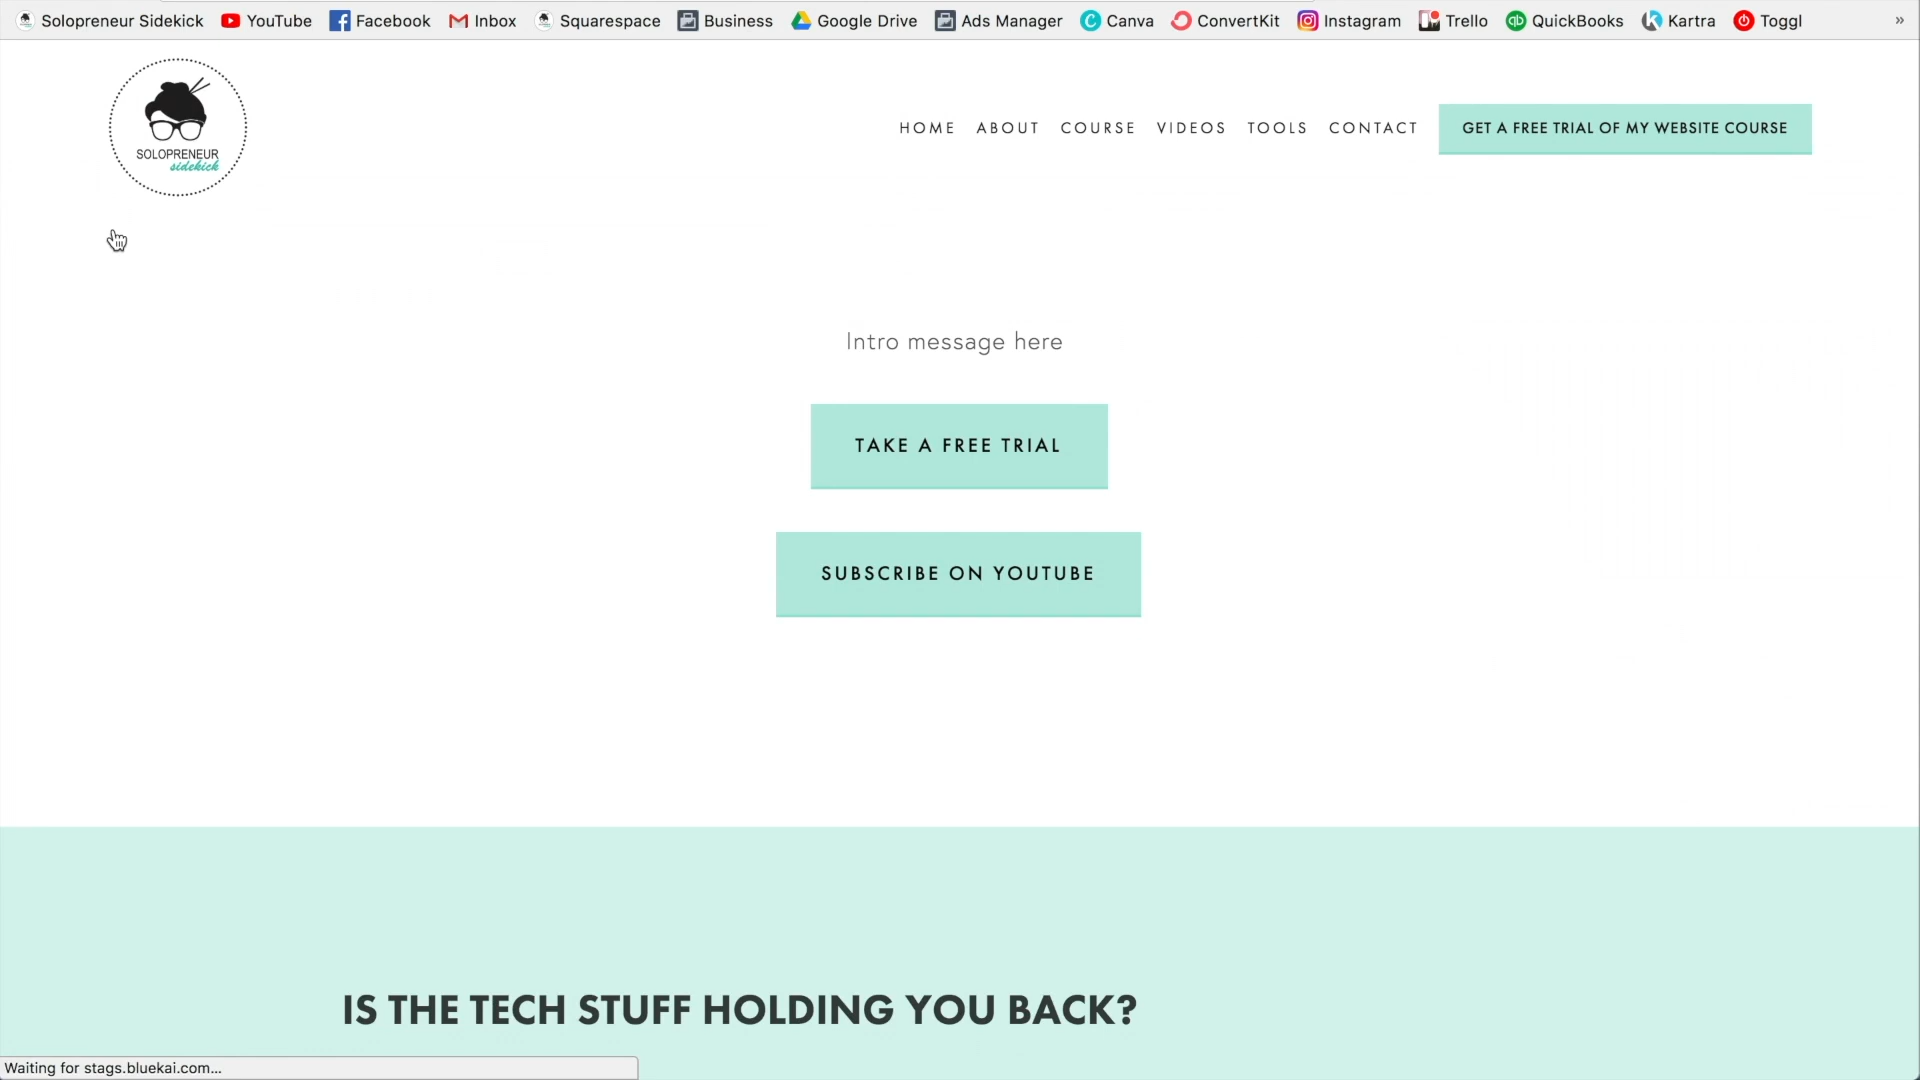 Solopreneur Sidekick YouTube Facebook Inbox Squarespace Business Google Drive Ads Manager Canva ConvertKit Instagram Trello QuickBooks Kartra Toggl »
SOLOPRENEUR
sidekick
HOME ABOUT COURSE VIDEOS TOOLS CONTACT GET A FREE TRIAL OF MY WEBSITE COURSE
Intro message here
TAKE A FREE TRIAL
SUBSCRIBE ON YOUTUBE
IS THE TECH STUFF HOLDING YOU BACK?
Waiting for stags.bluekai.com...